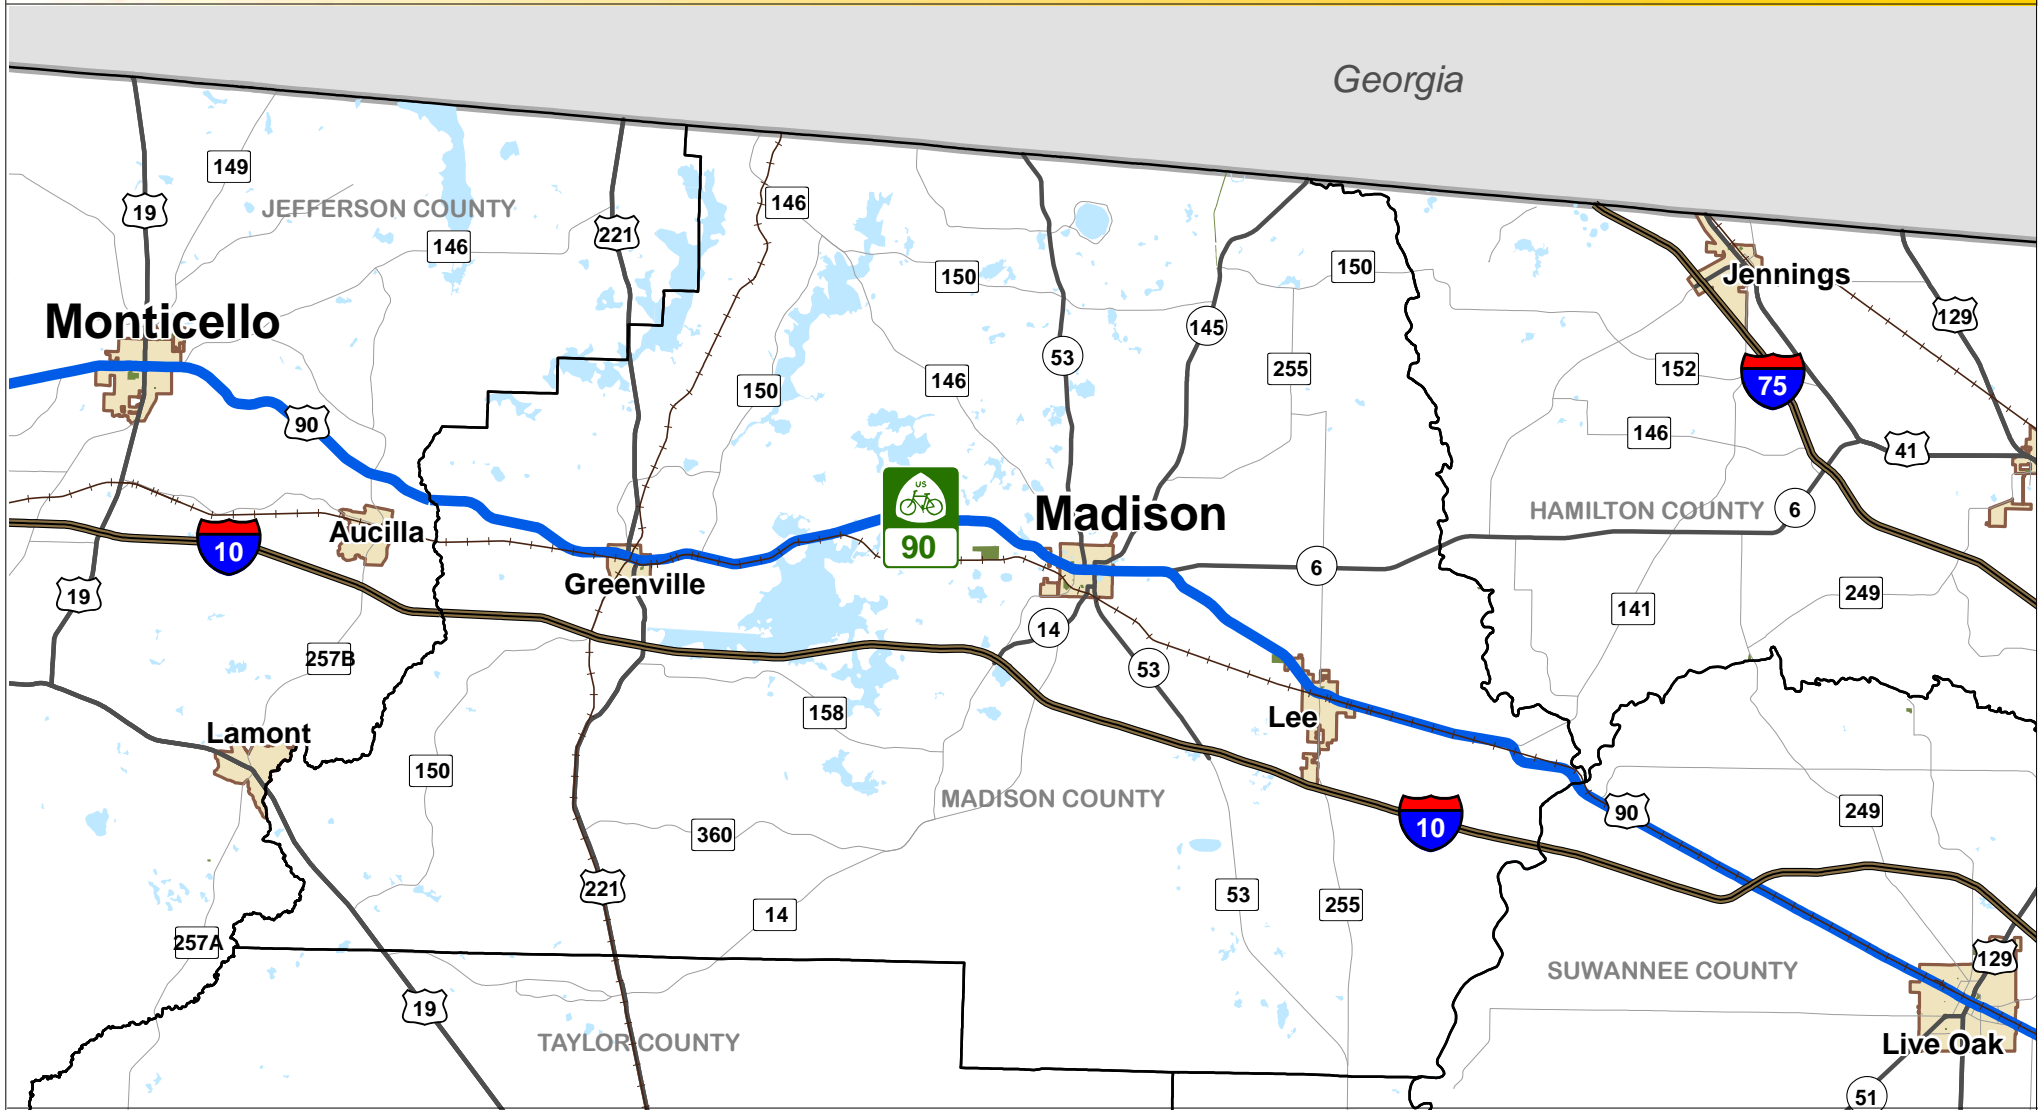 Georgia
149
19
JEFFERSON COUNTY
146
221
146
150
150
Jennings
129
Monticello
145
53
255
152
75
150
146
90
146
41
US
90
Madison
HAMILTON COUNTY
6
Aucilla
10
Greenville
6
19
249
141
14
257B
53
158
Lee
Lamont
150
MADISON COUNTY
10
90
249
360
221
53
255
14
257A
129
SUWANNEE COUNTY
19
TAYLOR COUNTY
Live Oak
51